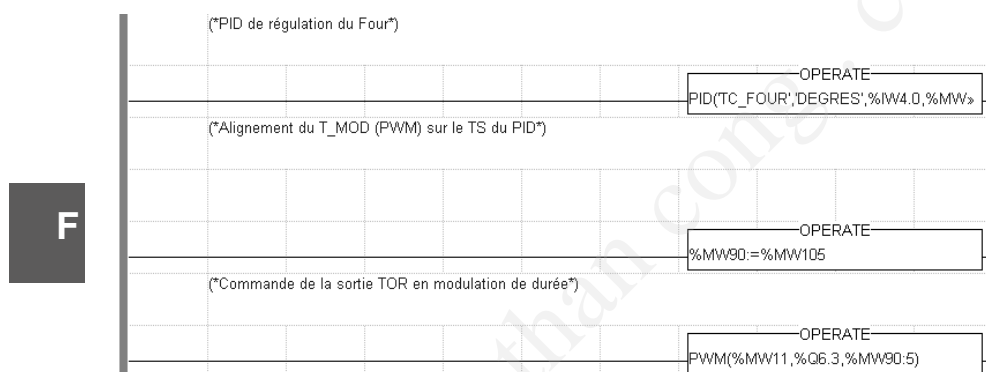 (*PID de régulation du Four*)
OPERATE
PID('TC_FOUR','DEGRES',%IW4.0,%MW»
(*Alignement du T_MOD (PWM) sur le TS du PID*)
F
OPERATE
%MW90:=%MW105
(*Commande de la sortie TOR en modulation de durée*)
OPERATE
PWM(%MW11,%Q6.3,%MW90:5)
than cong . c